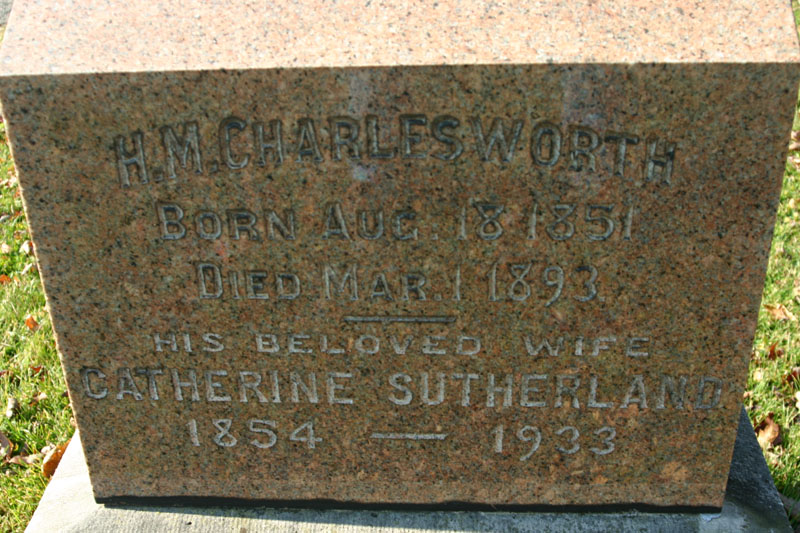 H.M. CHARLESWORTH
BORN AUG. 18 1851
DIED MAR. 1 1893
HIS BELOVED WIFE
CATHERINE SUTHERLAND
1854 — 1933